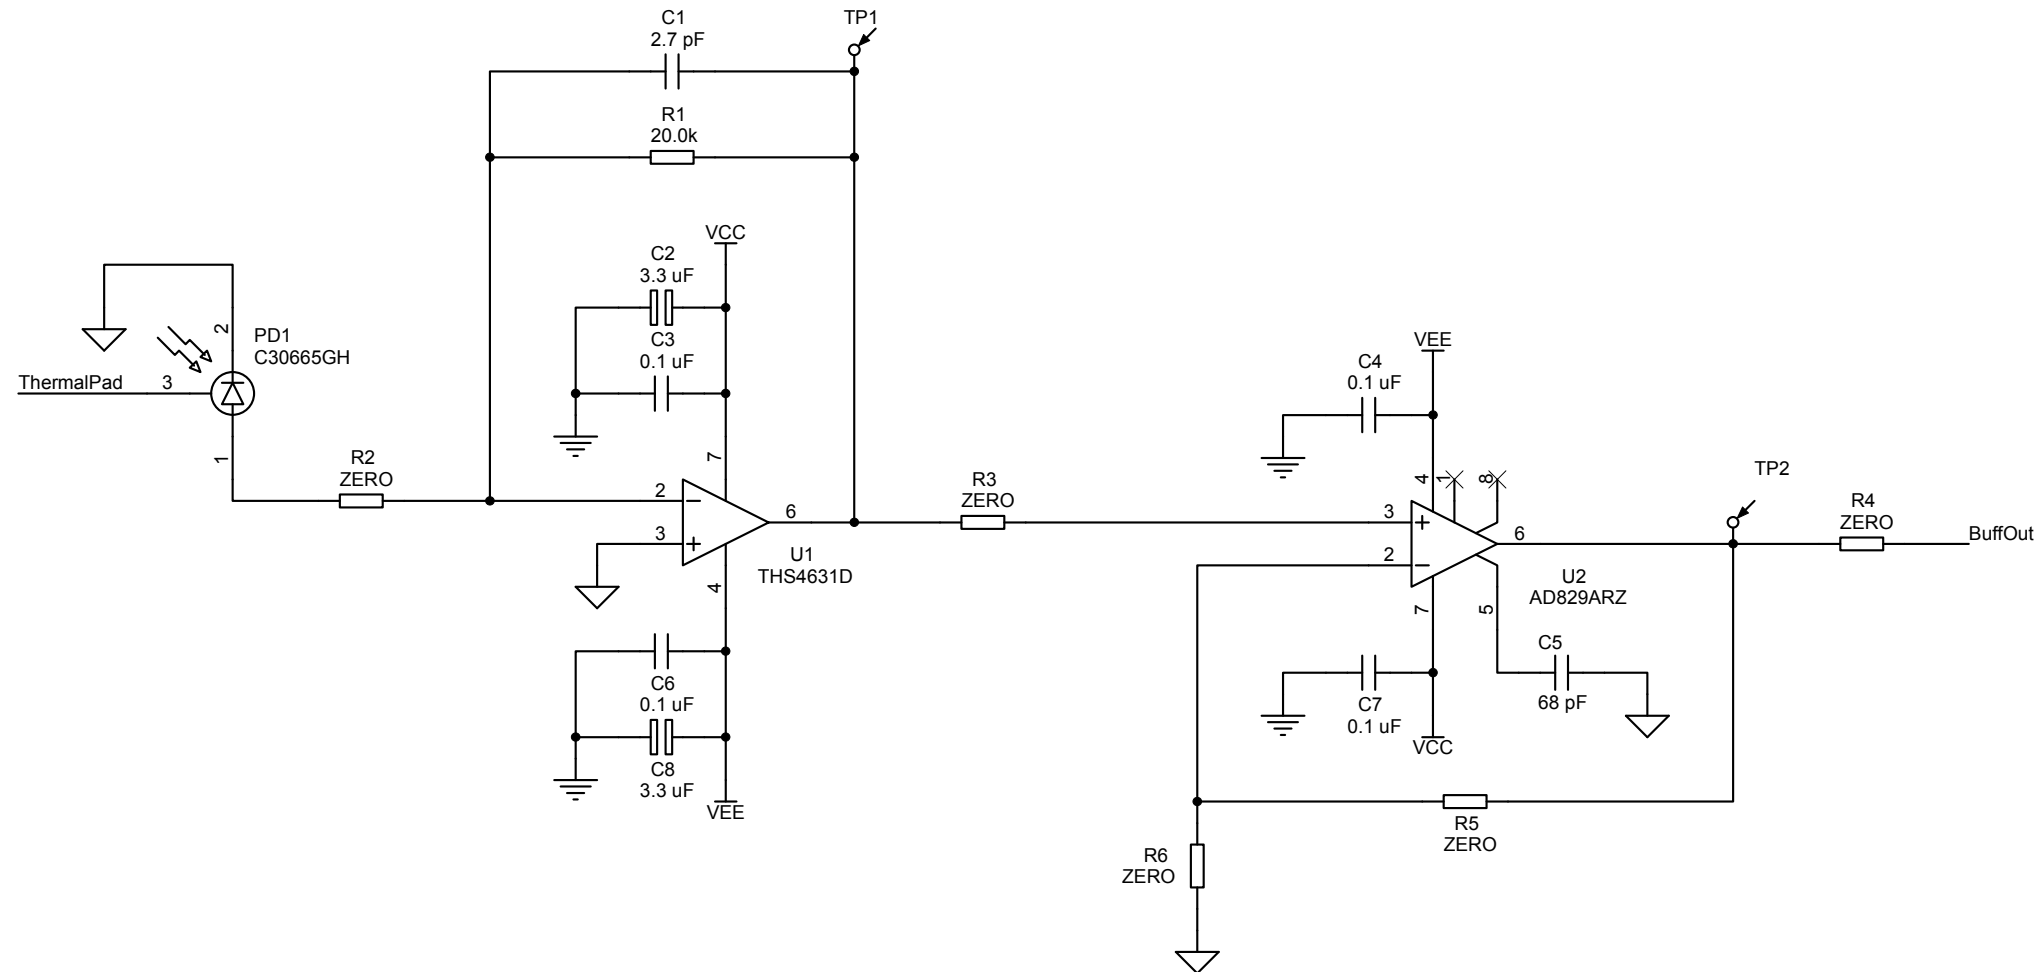 C1
2.7 pF
TP1
R1
20.0k
VCC
C2
3.3 uF
C3
0.1 uF
2
PD1
C30665GH
ThermalPad
3
1
R2
ZERO
7
2
3
6
U1
THS4631D
4
C6
0.1 uF
C8
3.3 uF
VEE
R3
ZERO
VEE
C4
0.1 uF
4
1
8
3
2
6
U2
AD829ARZ
7
5
C5
68 pF
C7
0.1 uF
VCC
TP2
R4
ZERO
BuffOut
R5
ZERO
R6
ZERO